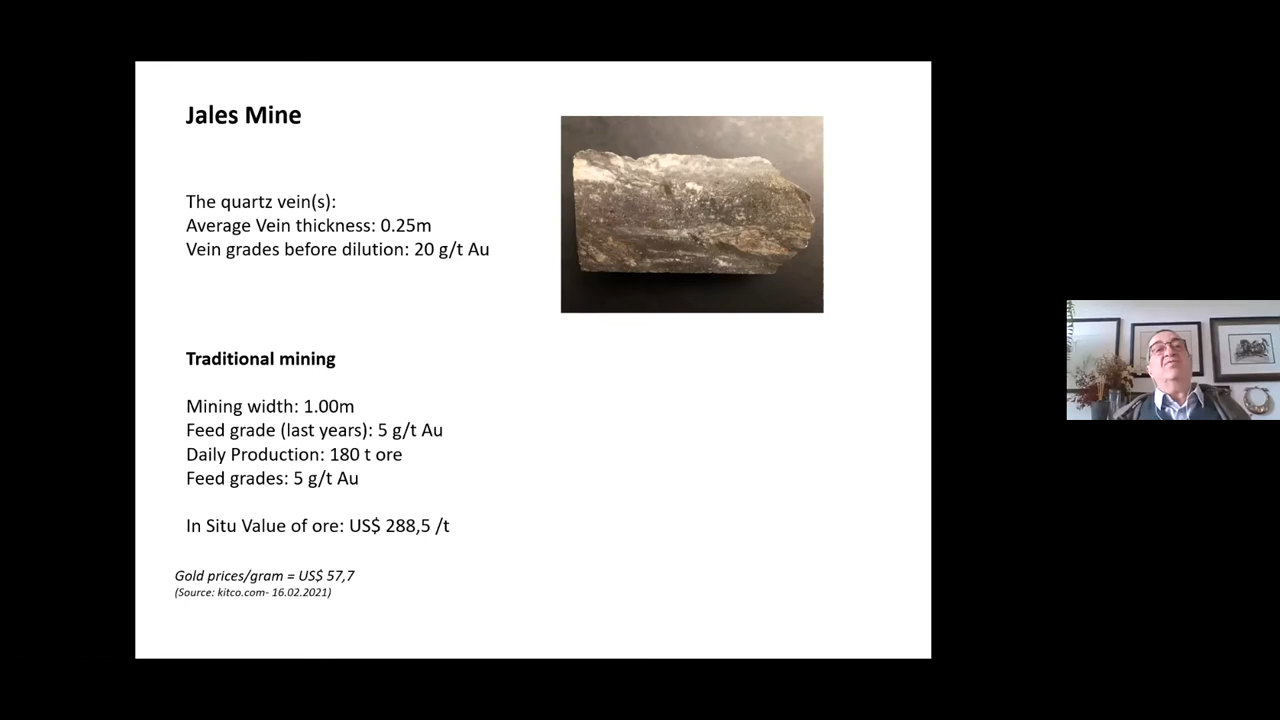 Jales Mine
The quartz vein(s):
Average Vein thickness: 0.25m
Vein grades before dilution: 20 g/t Au
Traditional mining
Mining width: 1.00m
Feed grade (last years): 5 g/t Au
Daily Production: 180 t ore
Feed grades: 5 g/t Au
In Situ Value of ore: US$ 288,5 /t
Gold prices/gram = US$ 57,7
(Source: kitco.com- 16.02.2021)